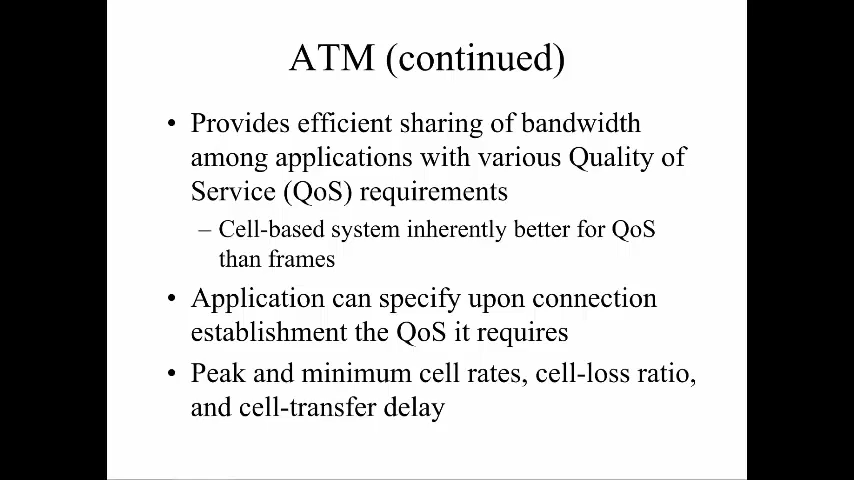 ATM (continued)
• Provides efficient sharing of bandwidth
among applications with various Quality of
Service (QoS) requirements
– Cell-based system inherently better for QoS
than frames
• Application can specify upon connection
establishment the QoS it requires
• Peak and minimum cell rates, cell-loss ratio,
and cell-transfer delay